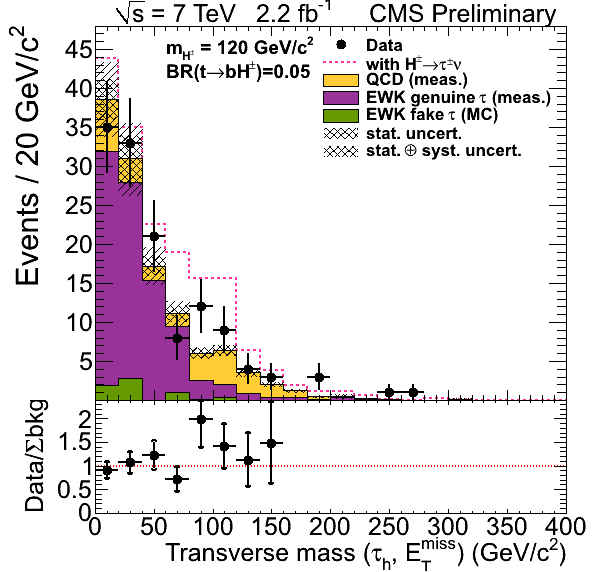 √s = 7 TeV 2.2 fb⁻¹ CMS Preliminary
m_H± = 120 GeV/c²
BR(t→bH±)=0.05
Data
with H±→τ±ν
QCD (meas.)
EWK genuine τ (meas.)
EWK fake τ (MC)
stat. uncert.
stat. ⊕ syst. uncert.
Events / 20 GeV/c²
45
40
35
30
25
20
15
10
5
Data/Σbkg
2
1.5
1
0.5
0
0 50 100 150 200 250 300 350 400
Transverse mass (τ_h, E_T^miss) (GeV/c²)